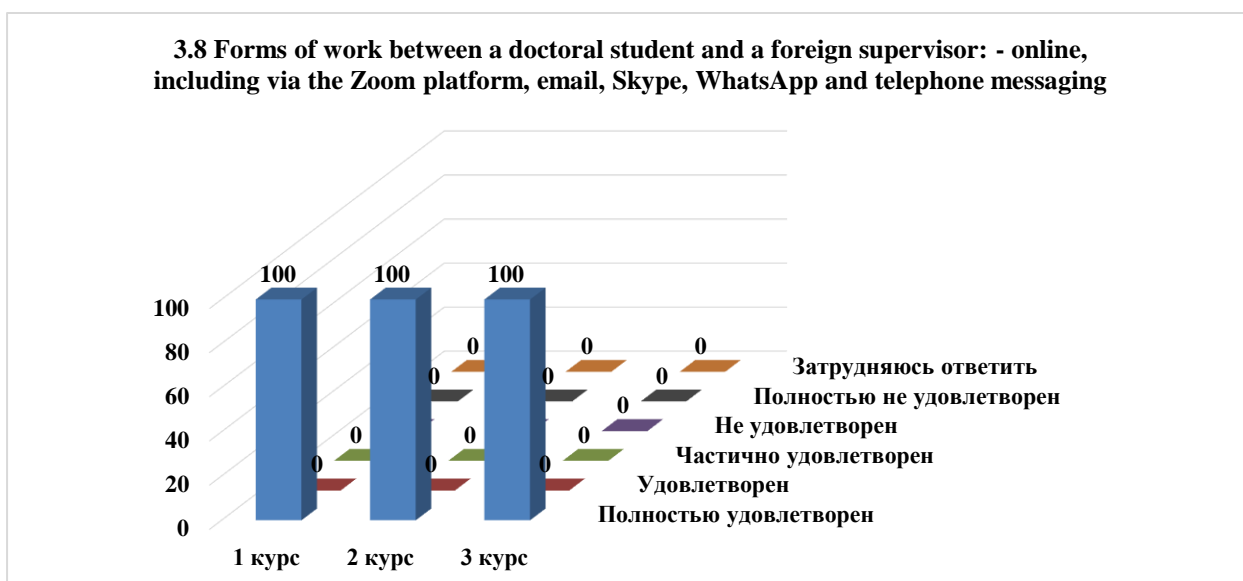 3.8 Forms of work between a doctoral student and a foreign supervisor: - online,
including via the Zoom platform, email, Skype, WhatsApp and telephone messaging
100 100 100
100
80
60
40
20
0
0 0 0
0 0 0
0
0 0 0
0 0 0
Затрудняюсь ответить
Полностью не удовлетворен
Не удовлетворен
Частично удовлетворен
Удовлетворен
Полностью удовлетворен
1 курс 2 курс 3 курс